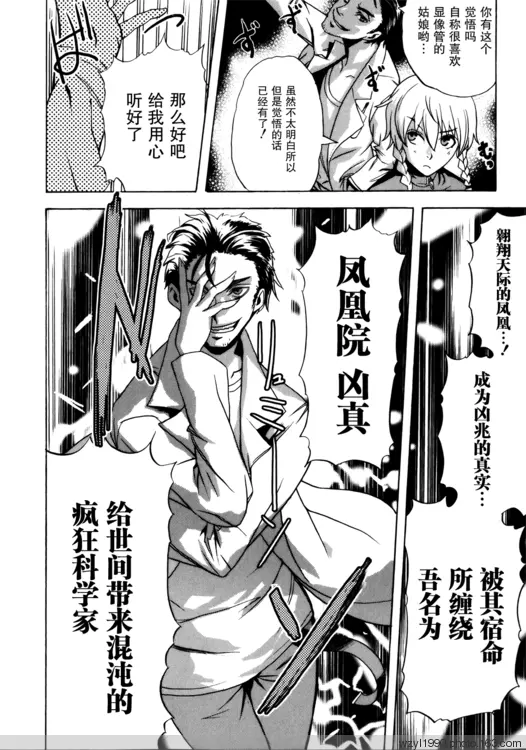 你有这个
觉悟吗
自称很喜欢
显像管的
姑娘哟…
虽然不太明白所以
但是觉悟的话
已经有了！
那么好吧
给我用心
听好了
翱翔天际的凤凰…！
成为凶兆的真实…
被其宿命
所缠绕
吾名为
凤凰院 凶真
给世间带来混沌的
疯狂科学家